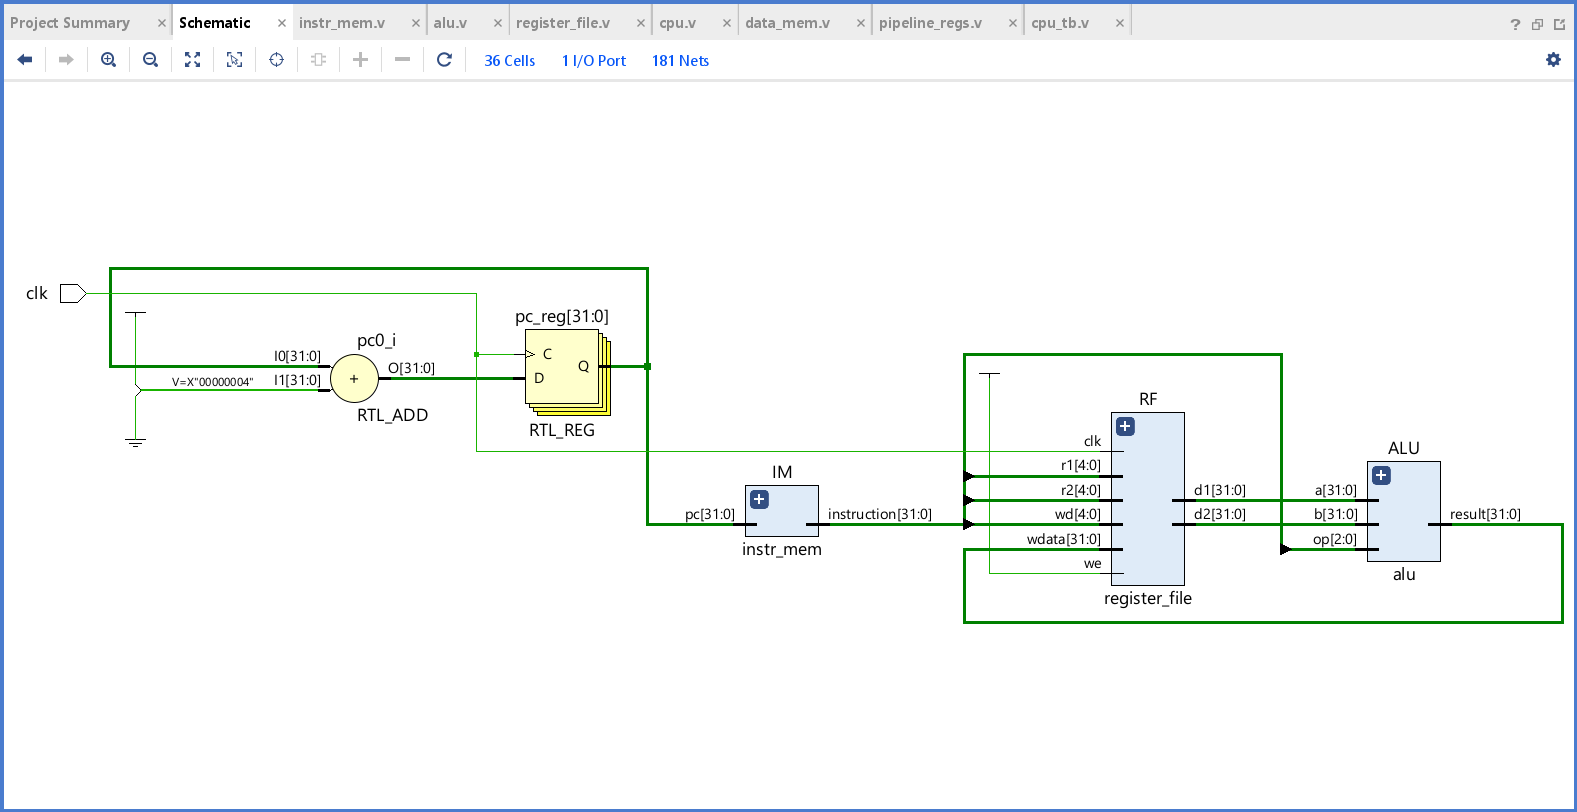 Project Summary × Schematic × instr_mem.v × alu.v × register_file.v × cpu.v × data_mem.v × pipeline_regs.v × cpu_tb.v × ?
36 Cells 1 I/O Port 181 Nets
clk
pc0_i
I0[31:0]
V=X"00000004" I1[31:0]
+
O[31:0]
RTL_ADD
pc_reg[31:0]
C
Q
D
RTL_REG
IM
pc[31:0] instruction[31:0]
instr_mem
RF
clk
r1[4:0]
r2[4:0] d1[31:0]
wd[4:0] d2[31:0]
wdata[31:0]
we
register_file
ALU
a[31:0]
b[31:0] result[31:0]
op[2:0]
alu